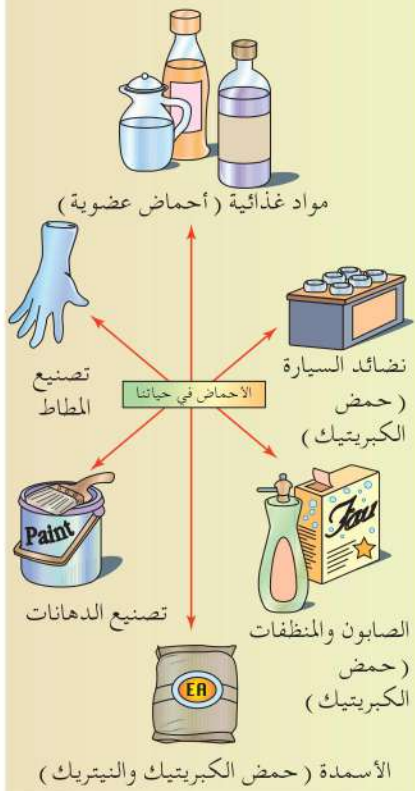 مواد غذائية (أحماض عضوية)
نضائد السيارة
(حمض
الكبريتيك)
تصنيع
المطاط
الأحماض في حياتنا
Paint
تصنيع الدهانات
Fau
الصابون والمنظفات
(حمض
الكبريتيك)
EA
الأسمدة (حمض الكبريتيك والنيتريك)